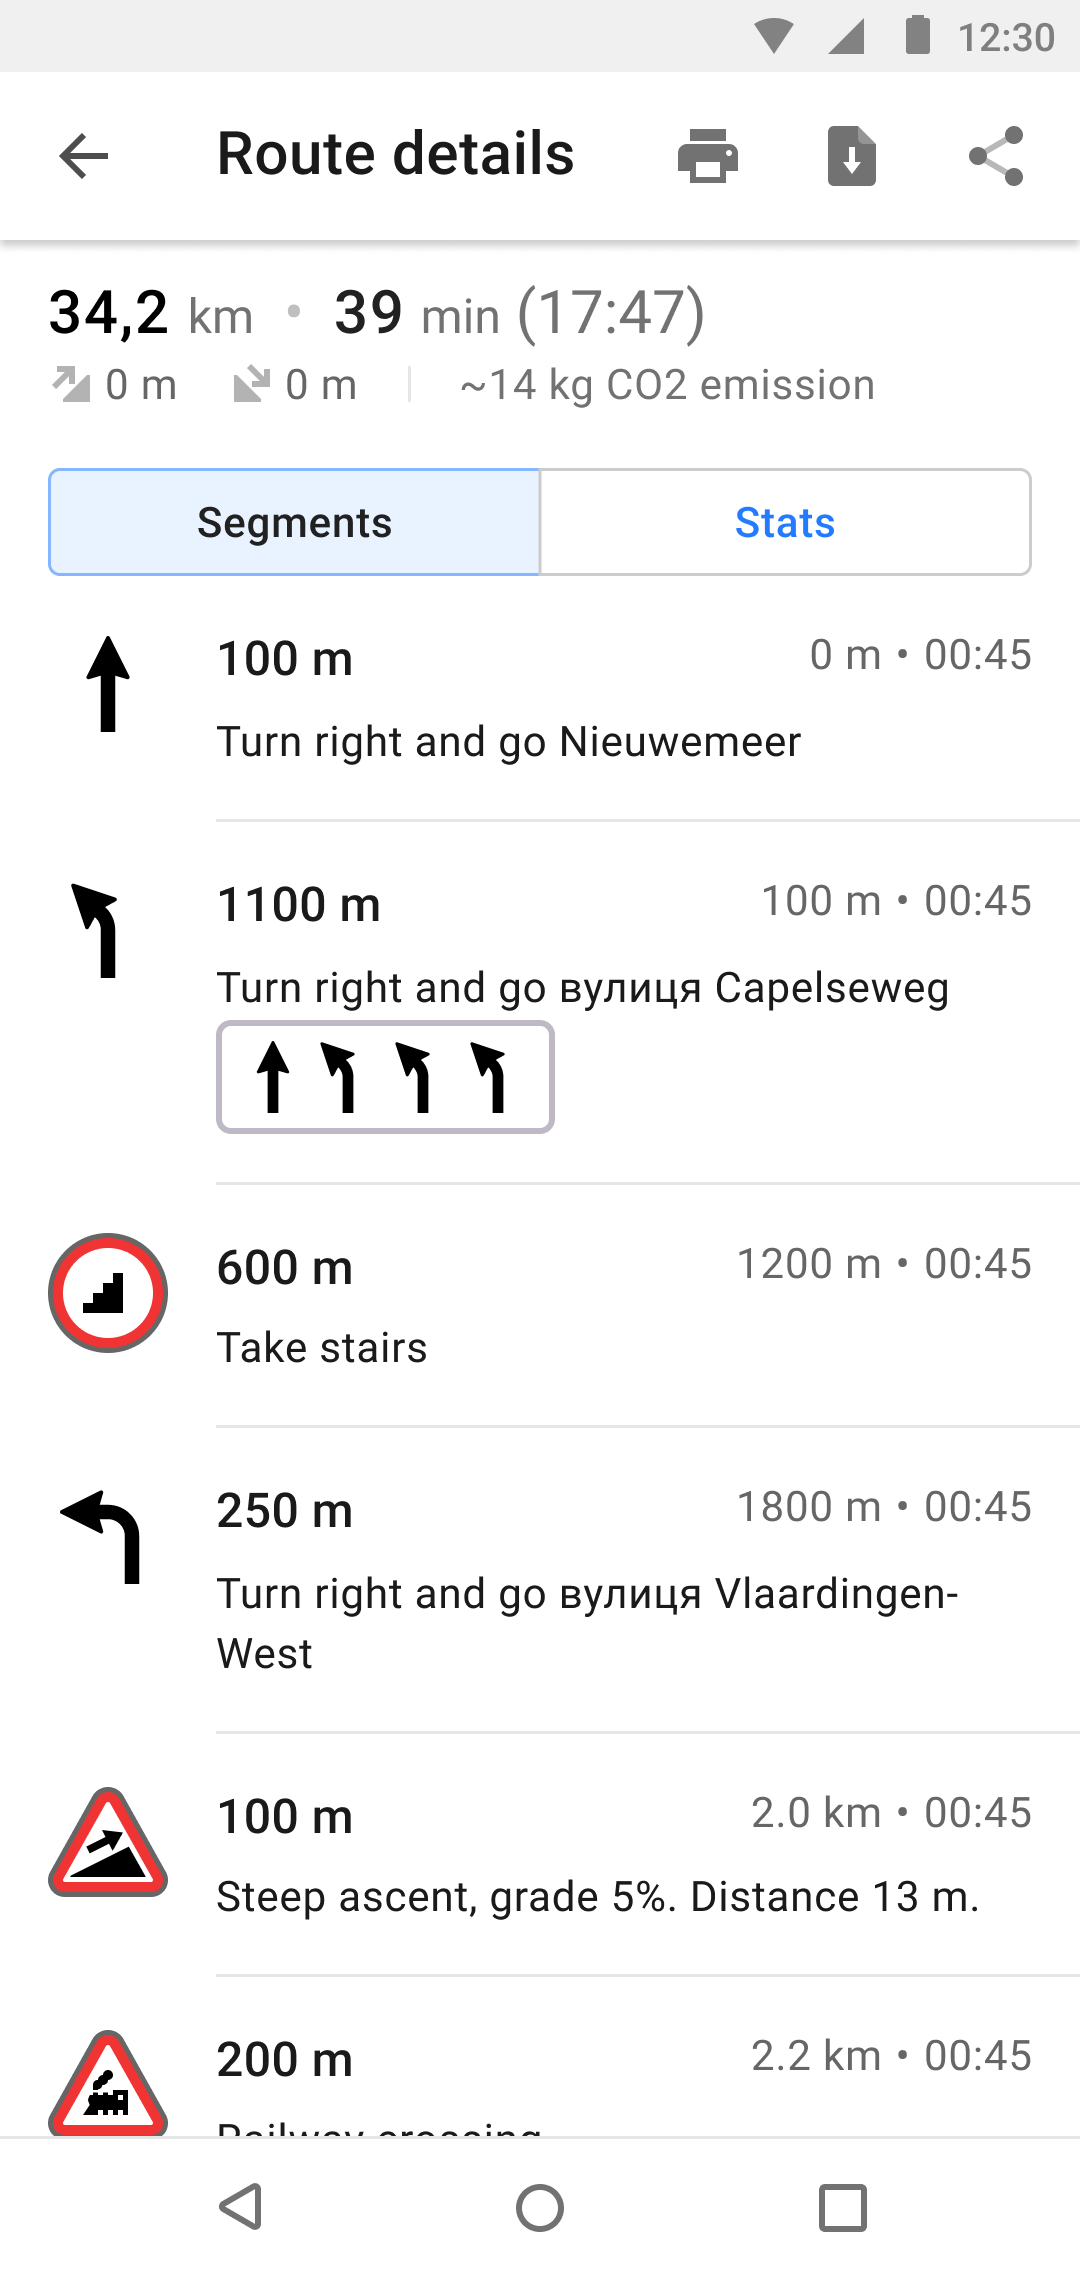 12:30
Route details
34,2 km • 39 min (17:47)
0 m 0 m ~14 kg CO2 emission
Segments Stats
100 m 0 m • 00:45
Turn right and go Nieuwemeer
1100 m 100 m • 00:45
Turn right and go вулиця Capelseweg
600 m 1200 m • 00:45
Take stairs
250 m 1800 m • 00:45
Turn right and go вулиця Vlaardingen-
West
100 m 2.0 km • 00:45
Steep ascent, grade 5%. Distance 13 m.
200 m 2.2 km • 00:45
Railway crossing